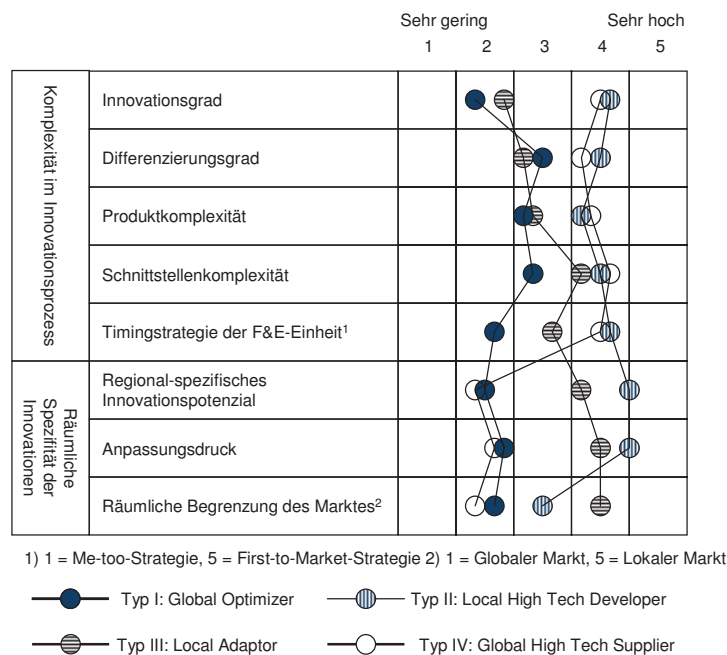 Sehr gering Sehr hoch
1 2 3 4 5
Komplexität im Innovationsprozess
Innovationsgrad
Differenzierungsgrad
Produktkomplexität
Schnittstellenkomplexität
Timingstrategie der F&E-Einheit¹
Räumliche
Spezifität der
Innovationen
Regional-spezifisches
Innovationspotenzial
Anpassungsdruck
Räumliche Begrenzung des Marktes²
1) 1 = Me-too-Strategie, 5 = First-to-Market-Strategie 2) 1 = Globaler Markt, 5 = Lokaler Markt
Typ I: Global Optimizer Typ II: Local High Tech Developer
Typ III: Local Adaptor Typ IV: Global High Tech Supplier